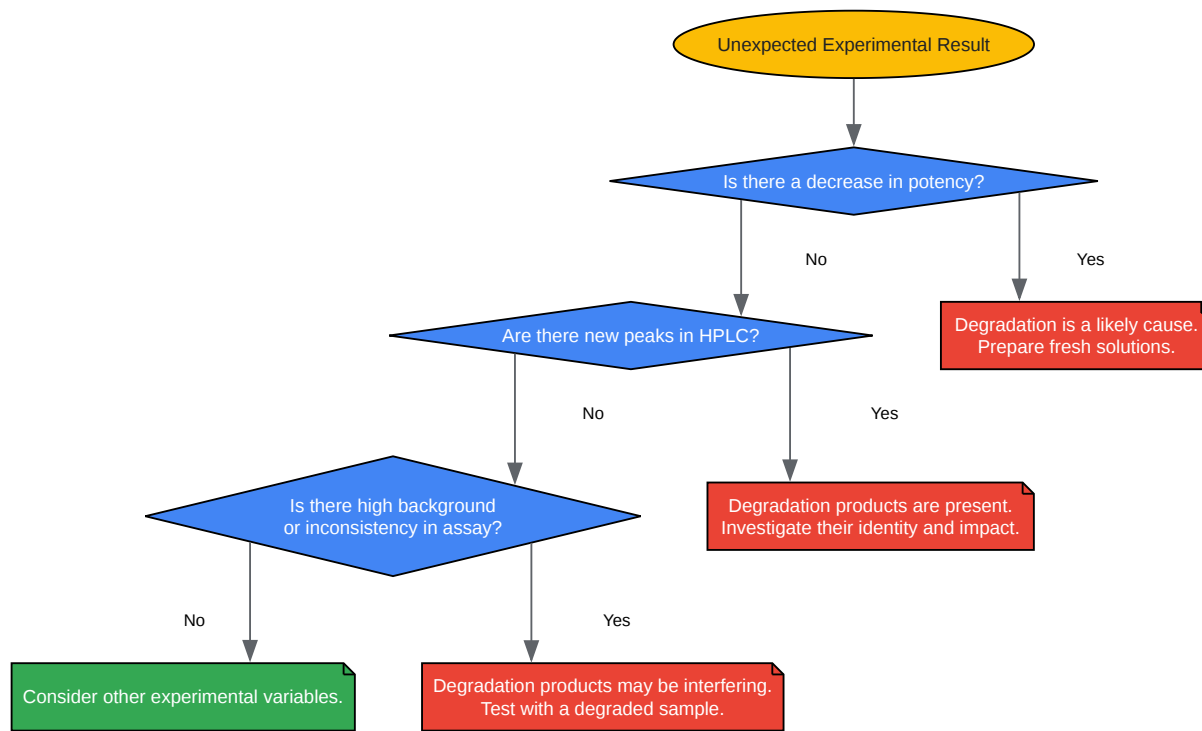 Unexpected Experimental Result
Is there a decrease in potency?
No
Yes
Degradation is a likely cause.
Prepare fresh solutions.
Are there new peaks in HPLC?
No
Yes
Degradation products are present.
Investigate their identity and impact.
Is there high background
or inconsistency in assay?
No
Yes
Consider other experimental variables.
Degradation products may be interfering.
Test with a degraded sample.